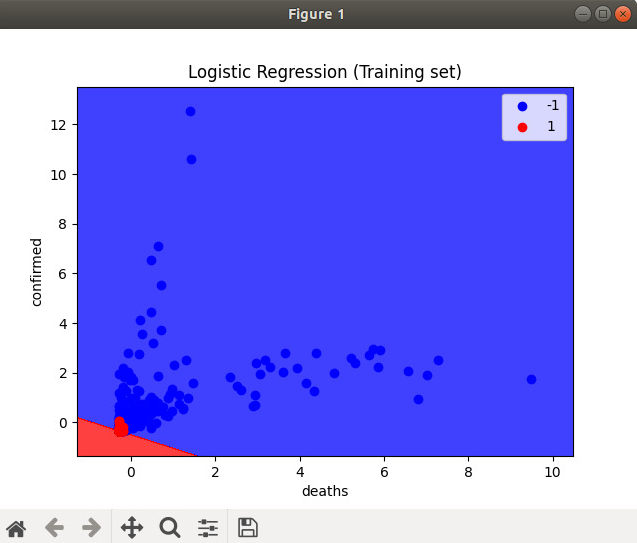 Figure 1
Logistic Regression (Training set)
-1
1
12
10
8
6
4
2
0
confirmed
0 2 4 6 8 10
deaths